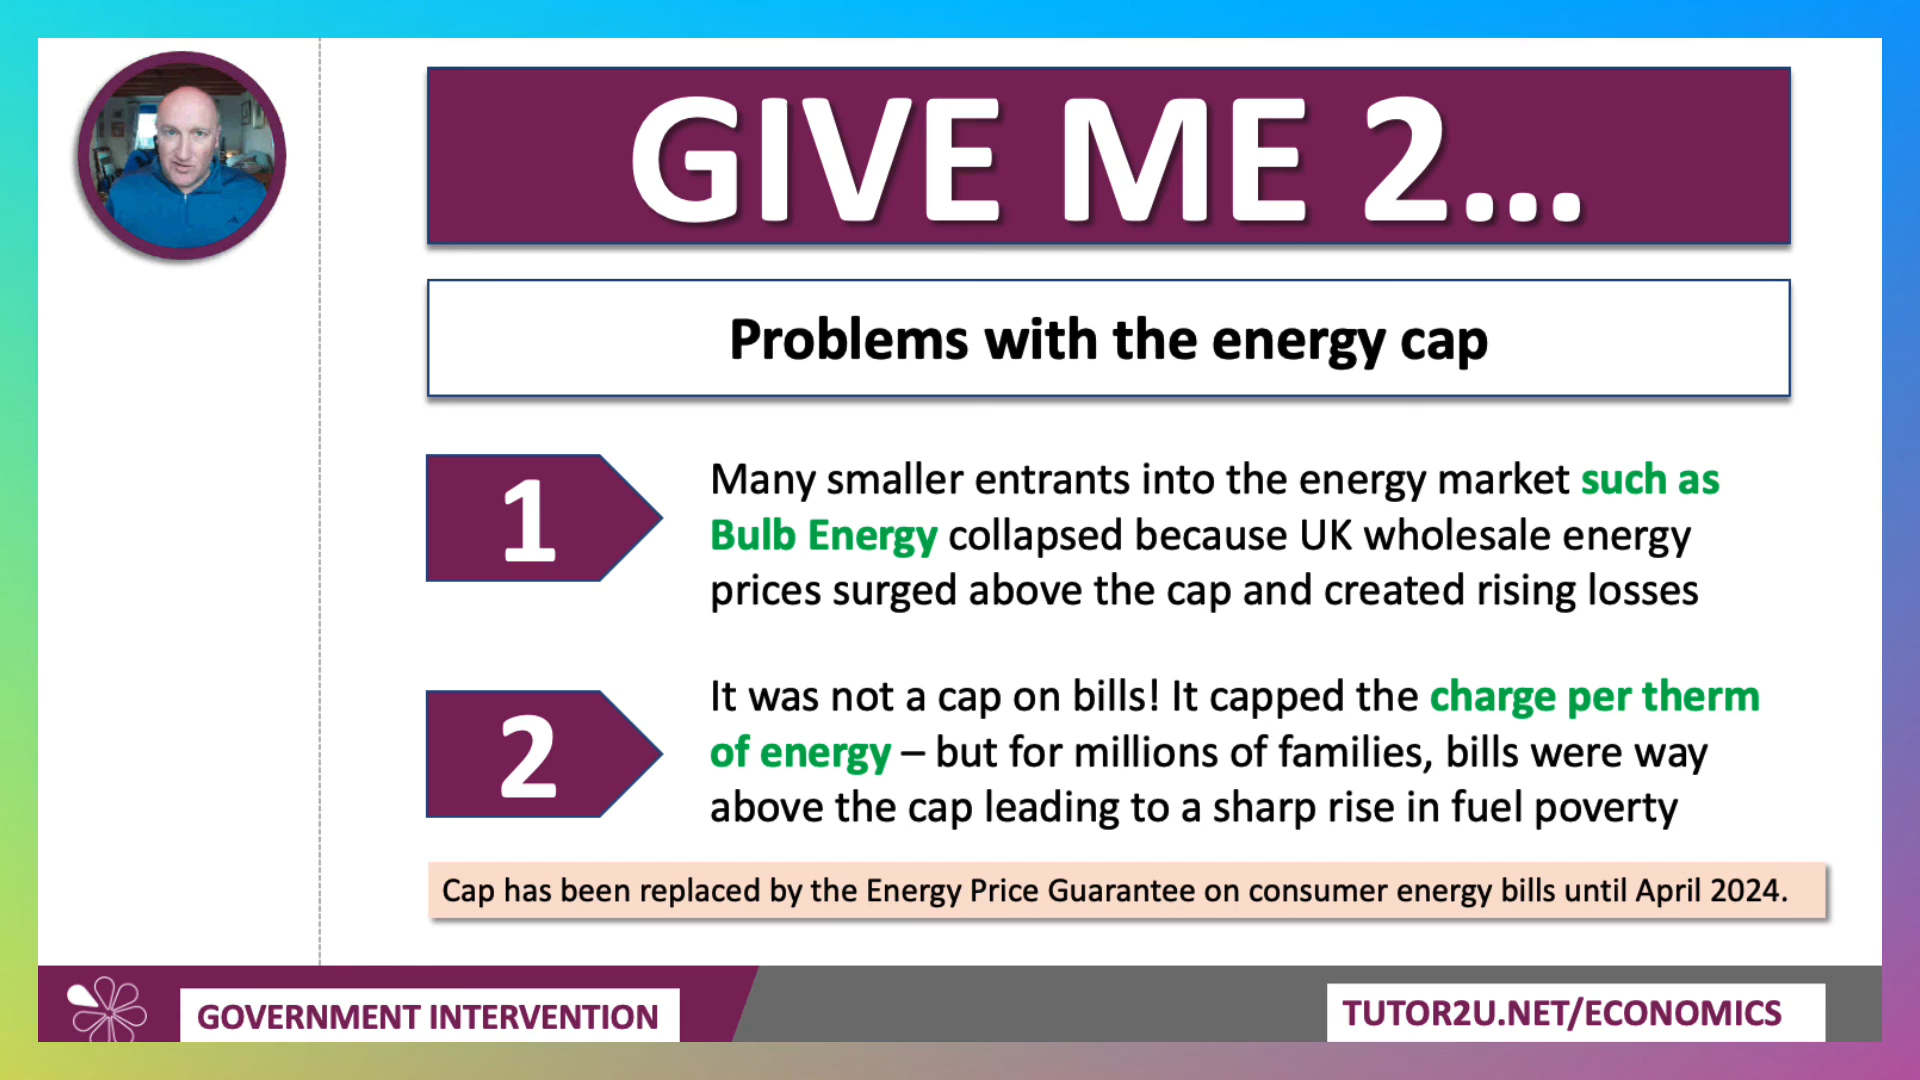 GIVE ME 2...
Problems with the energy cap
1
Many smaller entrants into the energy market such as
Bulb Energy collapsed because UK wholesale energy
prices surged above the cap and created rising losses
2
It was not a cap on bills! It capped the charge per therm
of energy – but for millions of families, bills were way
above the cap leading to a sharp rise in fuel poverty
Cap has been replaced by the Energy Price Guarantee on consumer energy bills until April 2024.
GOVERNMENT INTERVENTION
TUTOR2U.NET/ECONOMICS